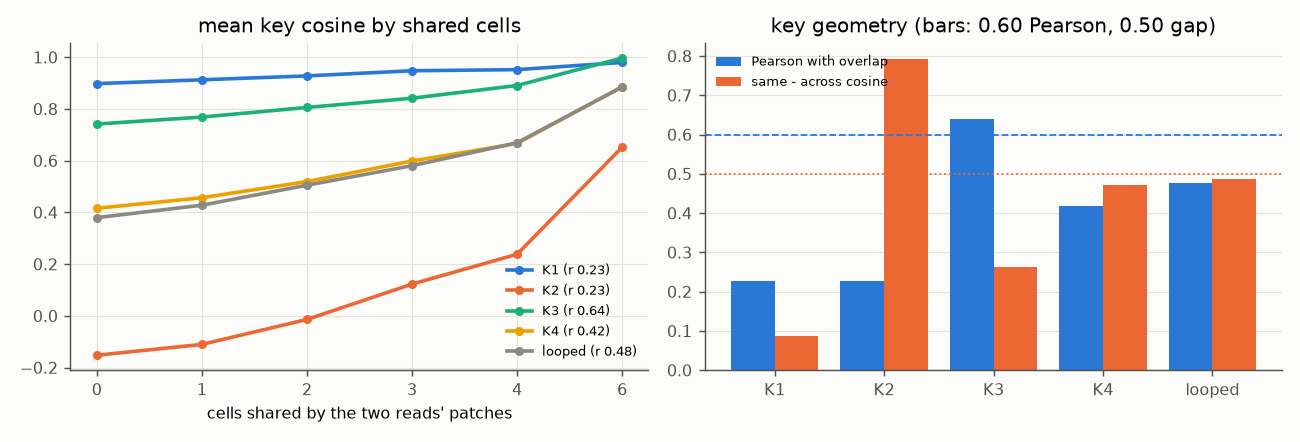 mean key cosine by shared cells
1.0
0.8
0.6
0.4
0.2
0.0
−0.2
0 1 2 3 4 6
cells shared by the two reads' patches
K1 (r 0.23)
K2 (r 0.23)
K3 (r 0.64)
K4 (r 0.42)
looped (r 0.48)
key geometry (bars: 0.60 Pearson, 0.50 gap)
Pearson with overlap
same - across cosine
0.8
0.7
0.6
0.5
0.4
0.3
0.2
0.1
0.0
K1 K2 K3 K4 looped